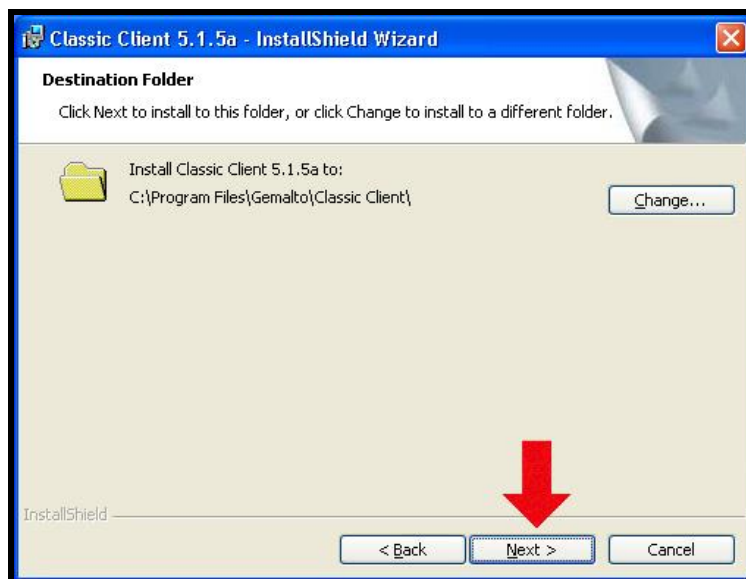 Classic Client 5.1.5a - InstallShield Wizard
Destination Folder
Click Next to install to this folder, or click Change to install to a different folder.
Install Classic Client 5.1.5a to:
C:\Program Files\Gemalto\Classic Client\
Change...
InstallShield
< Back
Next >
Cancel